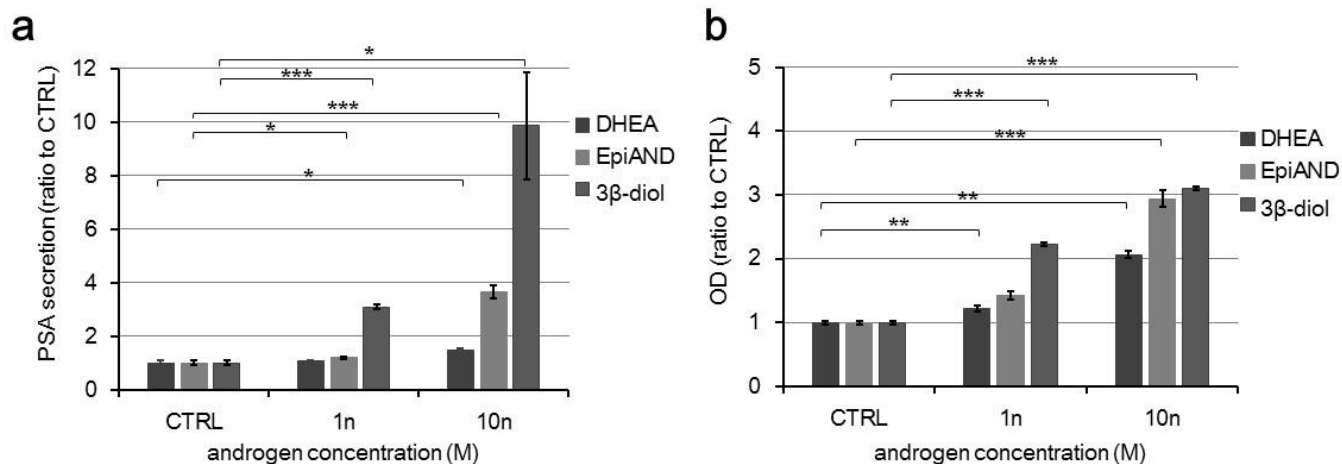 a
PSA secretion (ratio to CTRL)
12
10
8
6
4
2
0
*
***
***
*
*
CTRL
1n
10n
androgen concentration (M)
DHEA
EpiAND
3β-diol
b
OD (ratio to CTRL)
5
4
3
2
1
0
***
***
***
**
**
CTRL
1n
10n
androgen concentration (M)
DHEA
EpiAND
3β-diol